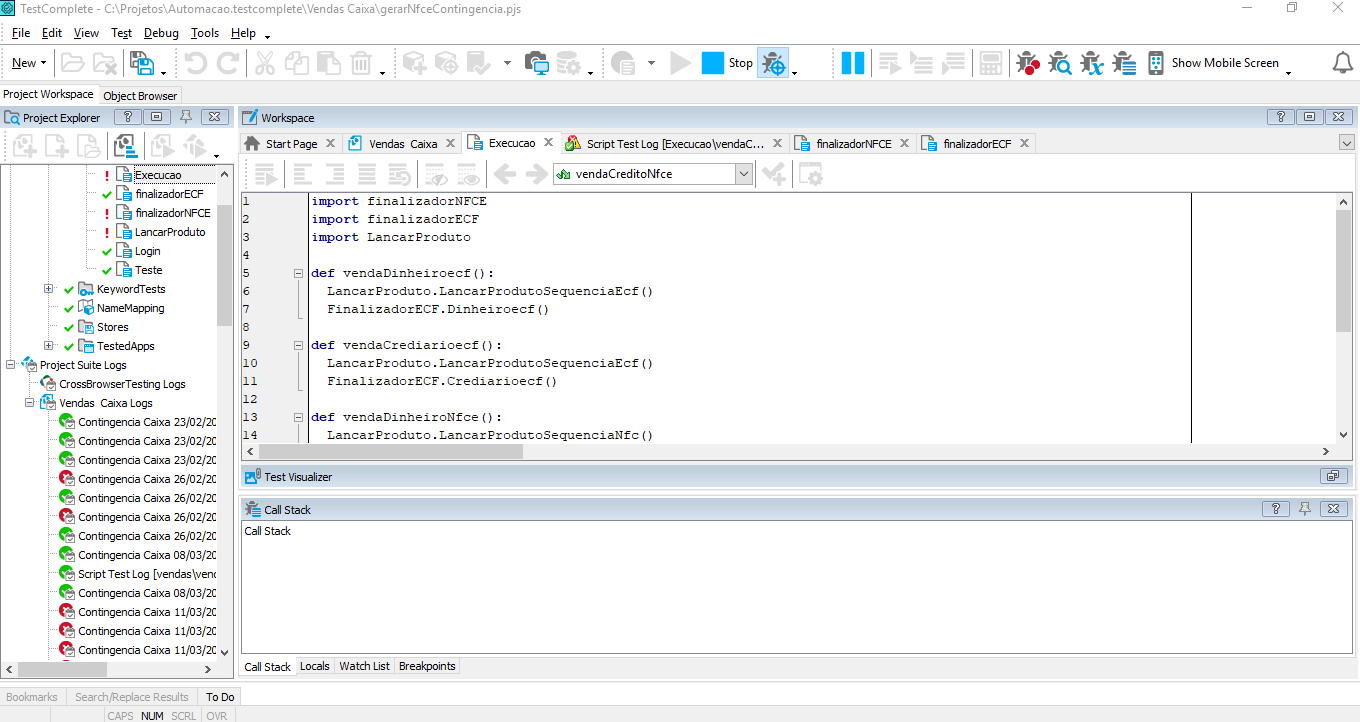 TestComplete - C:\Projetos\Automacao.testcomplete\Vendas Caixa\gerarNfceContingencia.pjs
File Edit View Test Debug Tools Help
New Stop Show Mobile Screen
Project Workspace Object Browser
Project Explorer ?
Execucao
finalizadorECF
finalizadorNFCE
LancarProduto
Login
Teste
KeywordTests
NameMapping
Stores
TestedApps
Project Suite Logs
CrossBrowserTesting Logs
Vendas Caixa Logs
Contingencia Caixa 23/02/20
Contingencia Caixa 23/02/20
Contingencia Caixa 23/02/20
Contingencia Caixa 26/02/20
Contingencia Caixa 26/02/20
Contingencia Caixa 26/02/20
Contingencia Caixa 26/02/20
Contingencia Caixa 08/03/20
Script Test Log [vendas\vend
Contingencia Caixa 08/03/20
Contingencia Caixa 11/03/20
Contingencia Caixa 11/03/20
Contingencia Caixa 11/03/20
Workspace ?
Start Page Vendas Caixa Execucao Script Test Log [Execucao\vendaC... finalizadorNFCE finalizadorECF
vendaCreditoNfce
1 import finalizadorNFCE
2 import finalizadorECF
3 import LancarProduto
4
5 def vendaDinheiroecf():
6 LancarProduto.LancarProdutoSequenciaEcf()
7 FinalizadorECF.Dinheiroecf()
8
9 def vendaCrediarioecf():
10 LancarProduto.LancarProdutoSequenciaEcf()
11 FinalizadorECF.Crediarioecf()
12
13 def vendaDinheiroNfce():
14 LancarProduto.LancarProdutoSequenciaNfc()
Test Visualizer
Call Stack ?
Call Stack
Call Stack Locals Watch List Breakpoints
Bookmarks Search/Replace Results To Do
CAPS NUM SCRL OVR